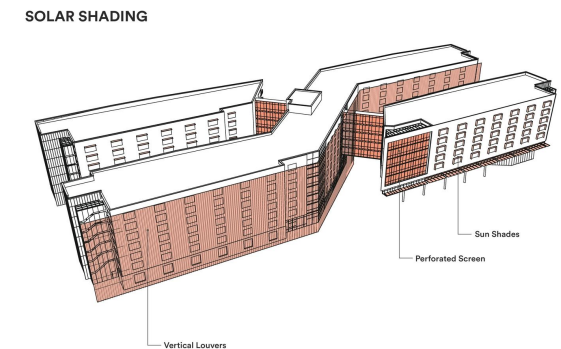 SOLAR SHADING
Sun Shades
Perforated Screen
Vertical Louvers